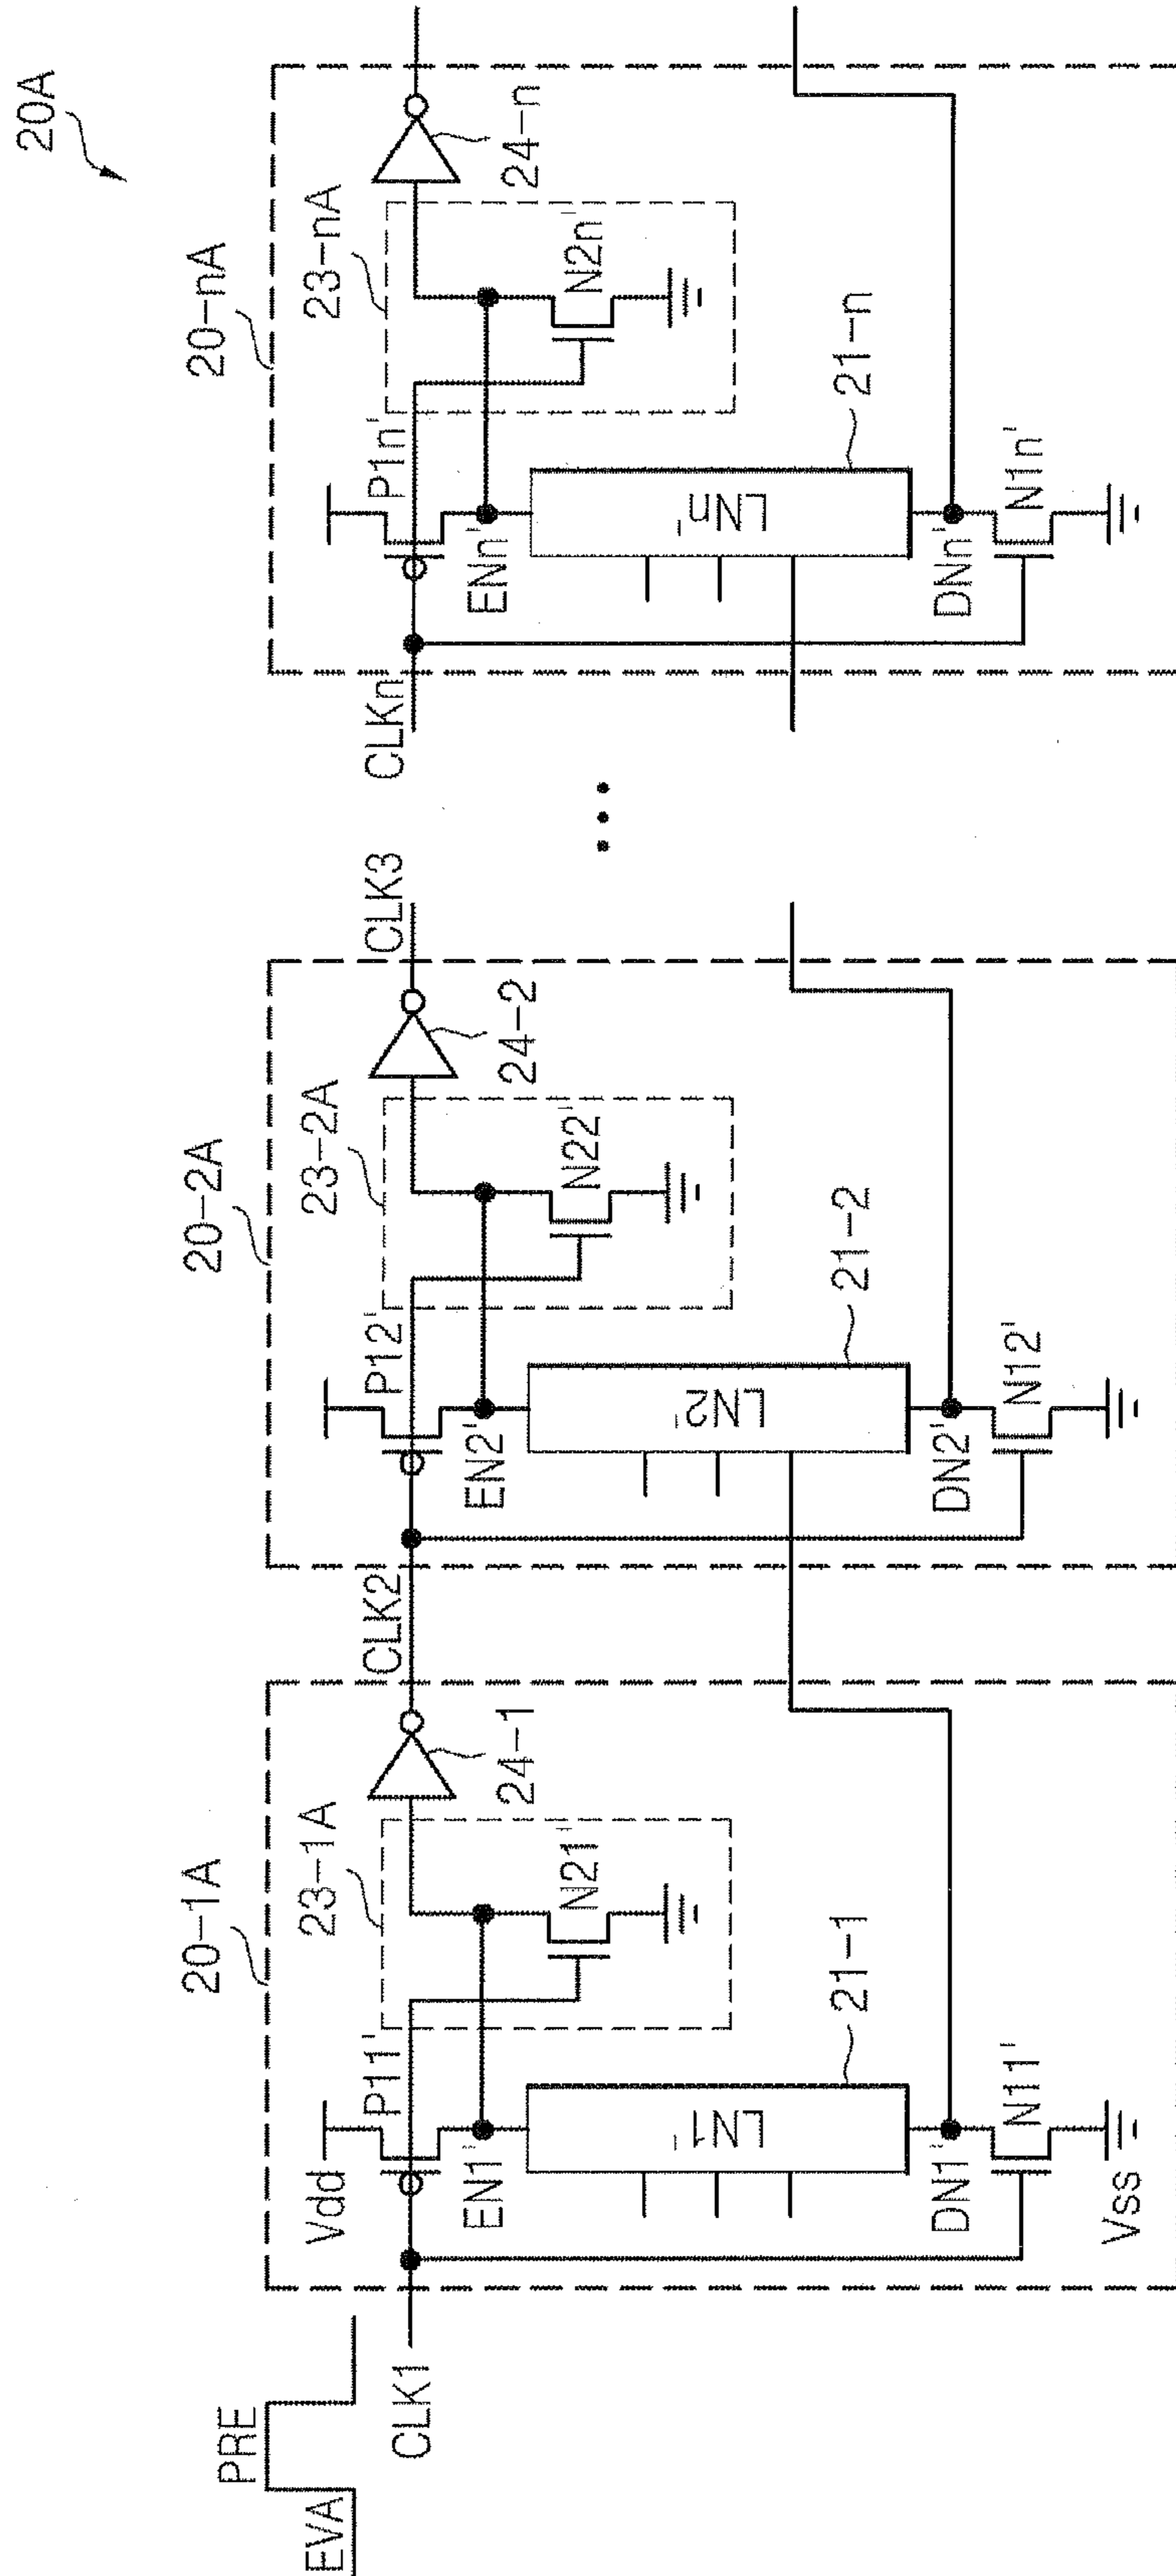 20A
20-1A
20-2A
20-nA
23-1A
23-2A
23-nA
PRE
EVA
CLK1
Vdd
P11'
EN1'
N21'
24-1
LN1'
21-1
DN1'
N11'
Vss
CLK2
P12'
EN2'
N22'
24-2
LN2'
21-2
DN2'
N12'
CLK3
...
CLKn
P1n'
ENn'
N2n'
24-n
LNn'
21-n
DNn'
N1n'